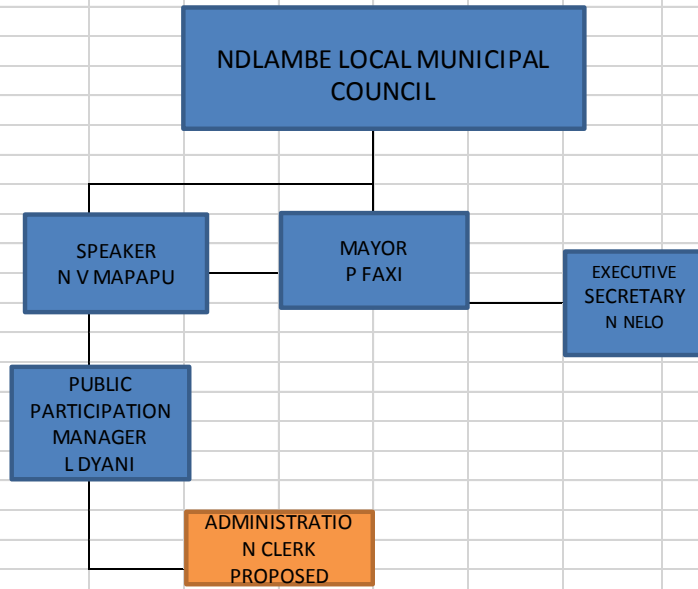 NDLAMBE LOCAL MUNICIPAL
COUNCIL
SPEAKER
N V MAPAPU
MAYOR
P FAXI
EXECUTIVE
SECRETARY
N NELO
PUBLIC
PARTICIPATION
MANAGER
L DYANI
ADMINISTRATIO
N CLERK
PROPOSED